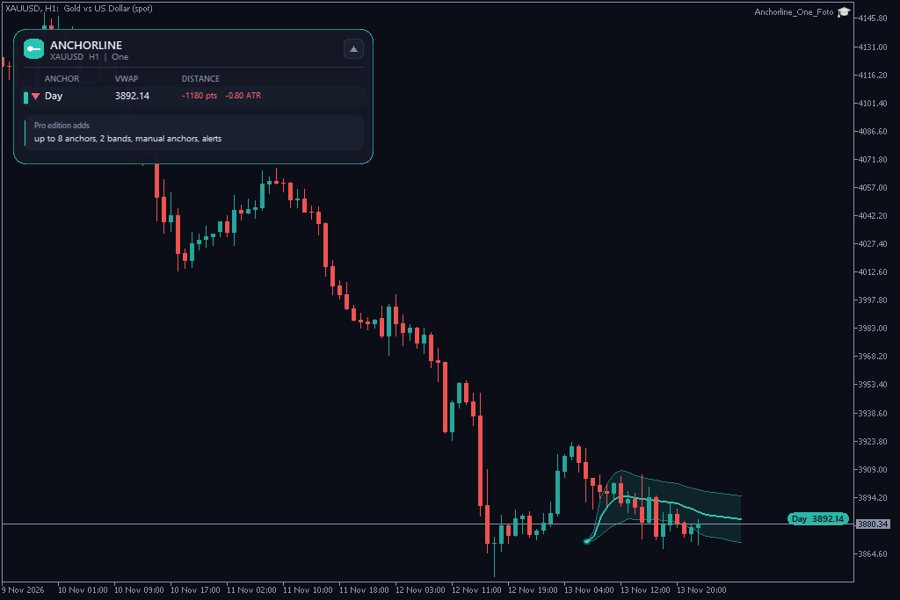 XAUUSD, H1: Gold vs US Dollar (spot)
Anchorline_One_Foto
ANCHORLINE
XAUUSD H1 | One
ANCHOR VWAP DISTANCE
Day 3892.14 -1180 pts -0.80 ATR
Pro edition adds
up to 8 anchors, 2 bands, manual anchors, alerts
4145.80
4131.00
4116.20
4101.40
4086.60
4071.80
4057.00
4042.20
4027.40
4012.60
3997.80
3983.00
3968.20
3953.40
3938.60
3923.80
3909.00
3894.20
Day 3892.14
3880.34
3864.60
9 Nov 2026 10 Nov 01:00 10 Nov 09:00 10 Nov 17:00 11 Nov 02:00 11 Nov 10:00 11 Nov 18:00 12 Nov 03:00 12 Nov 11:00 12 Nov 19:00 13 Nov 04:00 13 Nov 12:00 13 Nov 20:00